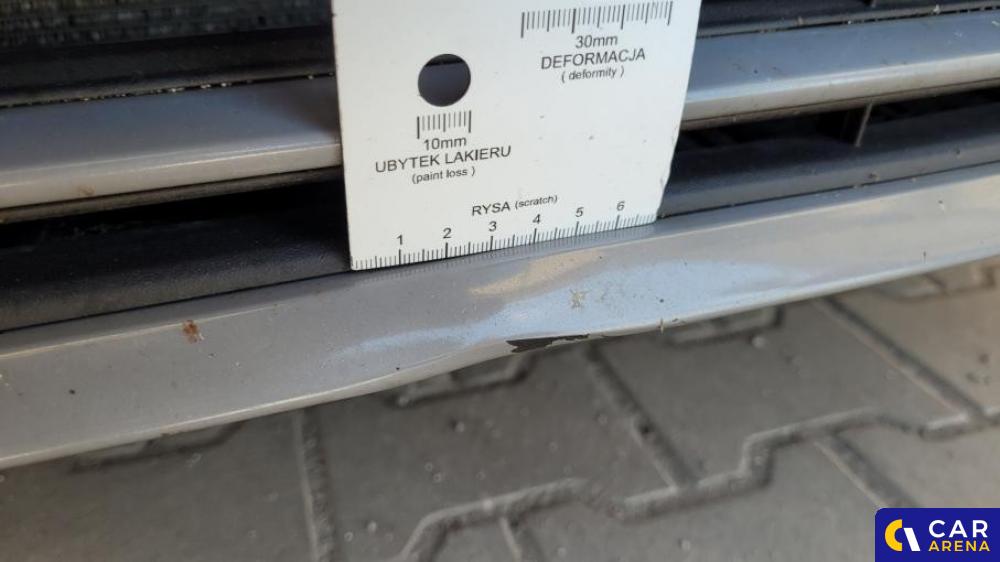 30mm
DEFORMACJA
( deformity )
10mm
UBYTEK LAKIERU
(paint loss )
RYSA (scratch)
1 2 3 4 5 6
CAR
ARENA